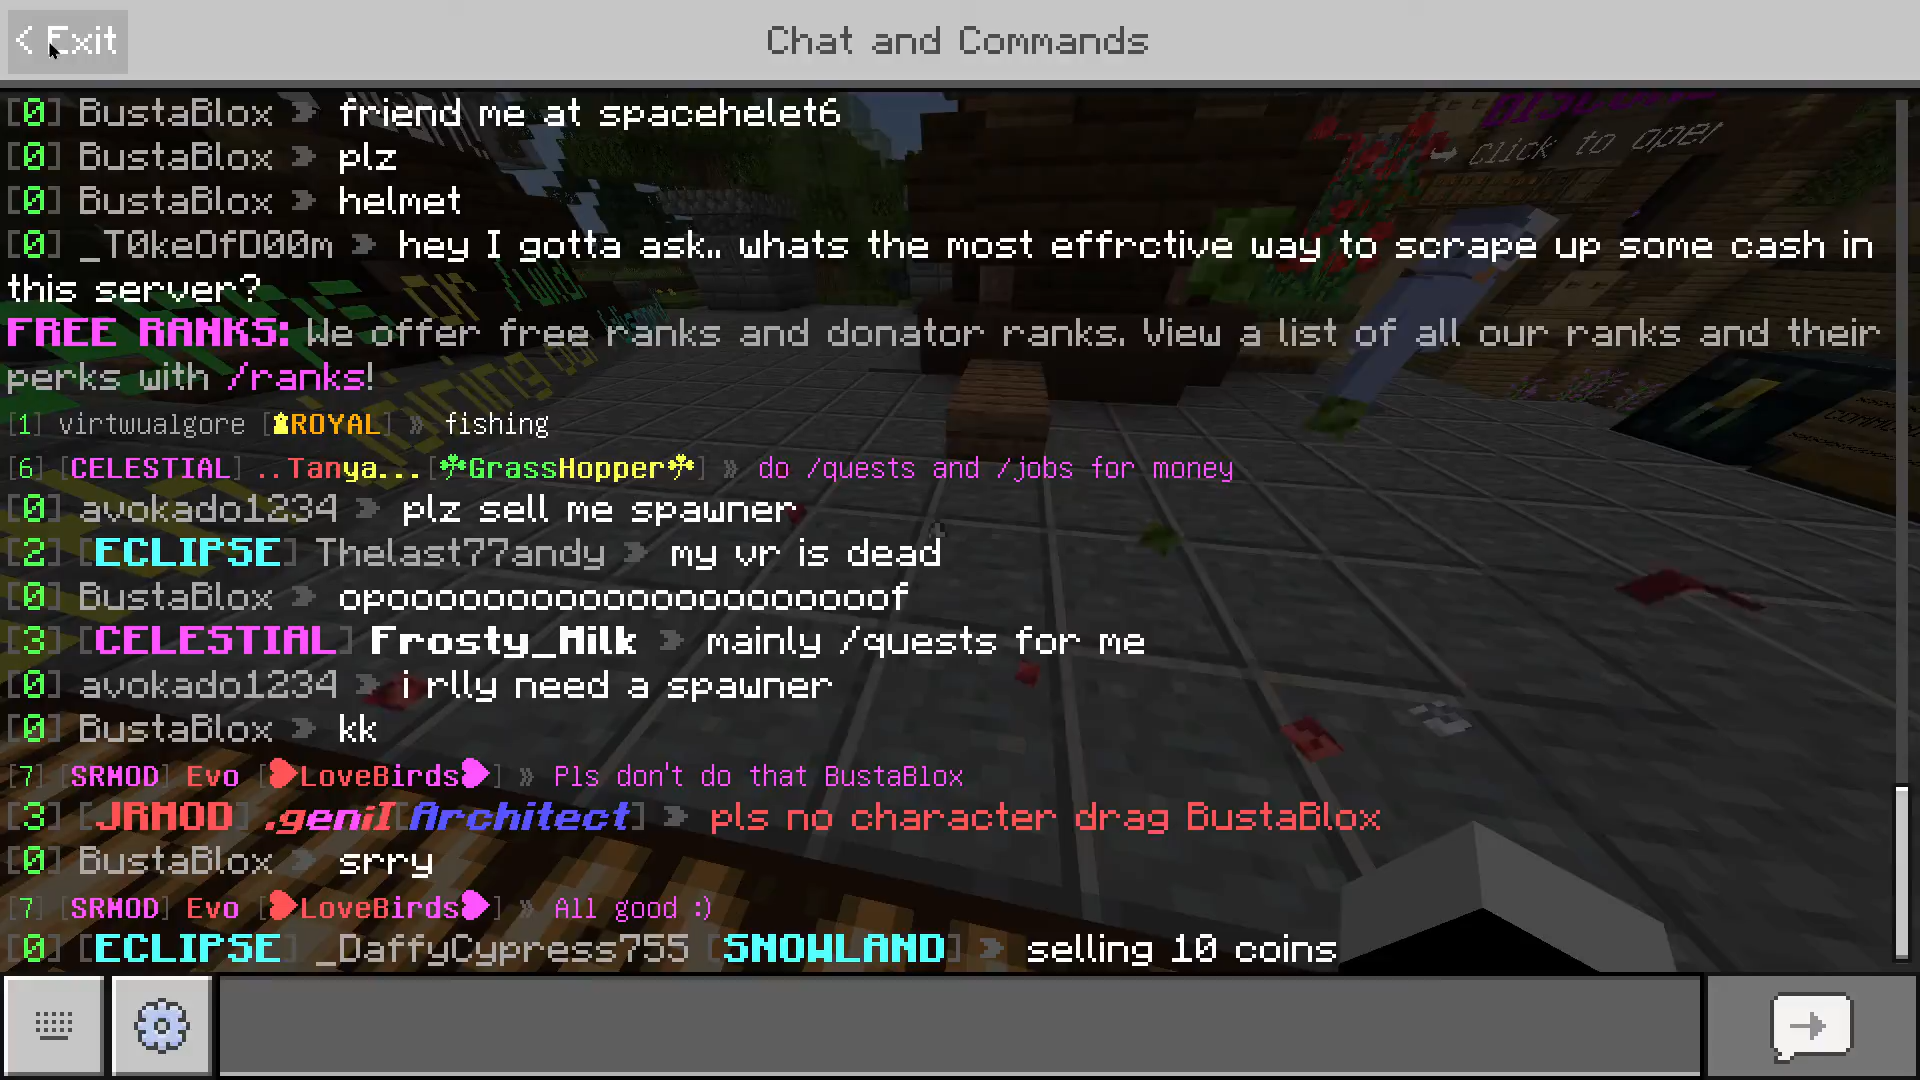 < Exit
Chat and Commands
[0] BustaBlox » friend me at spacehelet6
[0] BustaBlox » plz
[0] BustaBlox » helmet
[0] _T0keOfD00m » hey I gotta ask.. whats the most effrctive way to scrape up some cash in
this server?
FREE RANKS: We offer free ranks and donator ranks. View a list of all our ranks and their
perks with /ranks!
[1] virtwualgore [ROYAL] » fishing
[6] [CELESTIAL] ..Tanya...[☘GrassHopper☘] » do /quests and /jobs for money
[0] avokado1234 » plz sell me spawner
[2] [ECLIPSE] Thelast77andy » my vr is dead
[0] BustaBlox » opooooooooooooooooooooof
[3] [CELESTIAL] Frosty_Milk » mainly /quests for me
[0] avokado1234 » i rlly need a spawner
[0] BustaBlox » kk
[7] [SRMOD] Evo [❥LoveBirds❥] » Pls don't do that BustaBlox
[3] [JRMOD] .geniI[Architect] » pls no character drag BustaBlox
[0] BustaBlox » srry
[7] [SRMOD] Evo [❥LoveBirds❥] » All good :)
[0] [ECLIPSE] _DaffyCypress755 [SNOWLAND] » selling 10 coins
click to open
joining our